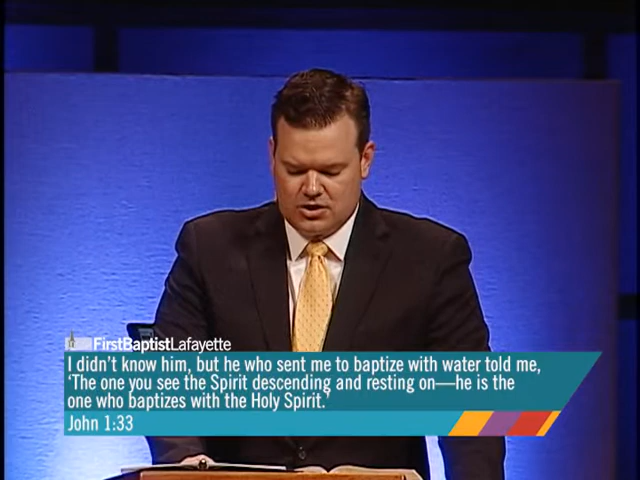 FirstBaptistLafayette
I didn't know him, but he who sent me to baptize with water told me,
'The one you see the Spirit descending and resting on—he is the
one who baptizes with the Holy Spirit.'
John 1:33